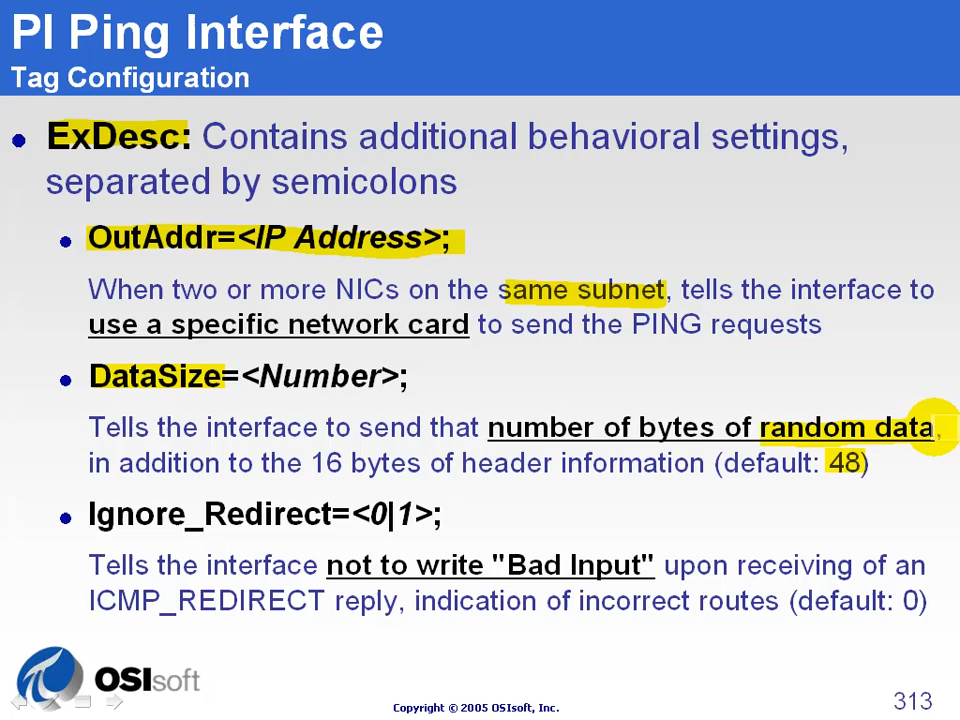 PI Ping Interface
Tag Configuration
ExDesc: Contains additional behavioral settings,
separated by semicolons
OutAddr=<IP Address>;
When two or more NICs on the same subnet, tells the interface to
use a specific network card to send the PING requests
DataSize=<Number>;
Tells the interface to send that number of bytes of random data,
in addition to the 16 bytes of header information (default: 48)
Ignore_Redirect=<0|1>;
Tells the interface not to write "Bad Input" upon receiving of an
ICMP_REDIRECT reply, indication of incorrect routes (default: 0)
OSIsoft
Copyright © 2005 OSIsoft, Inc.
313